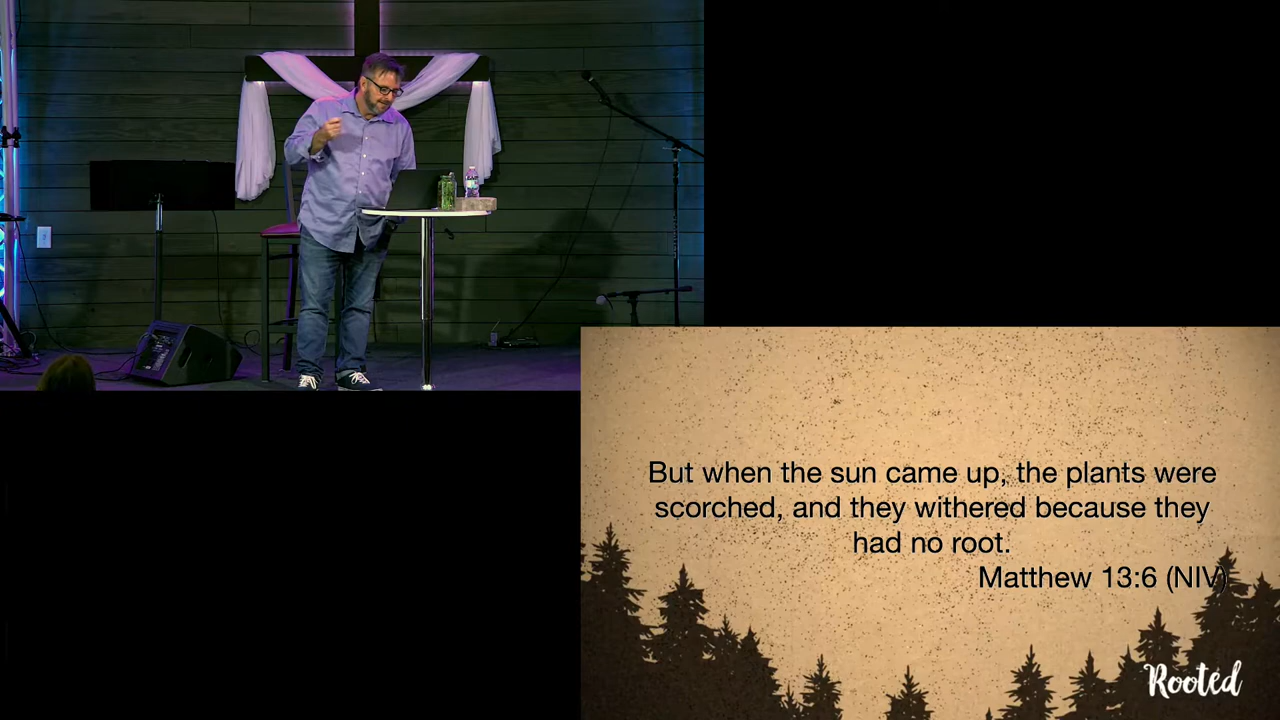 But when the sun came up, the plants were
scorched, and they withered because they
had no root.
Matthew 13:6 (NIV)
Rooted